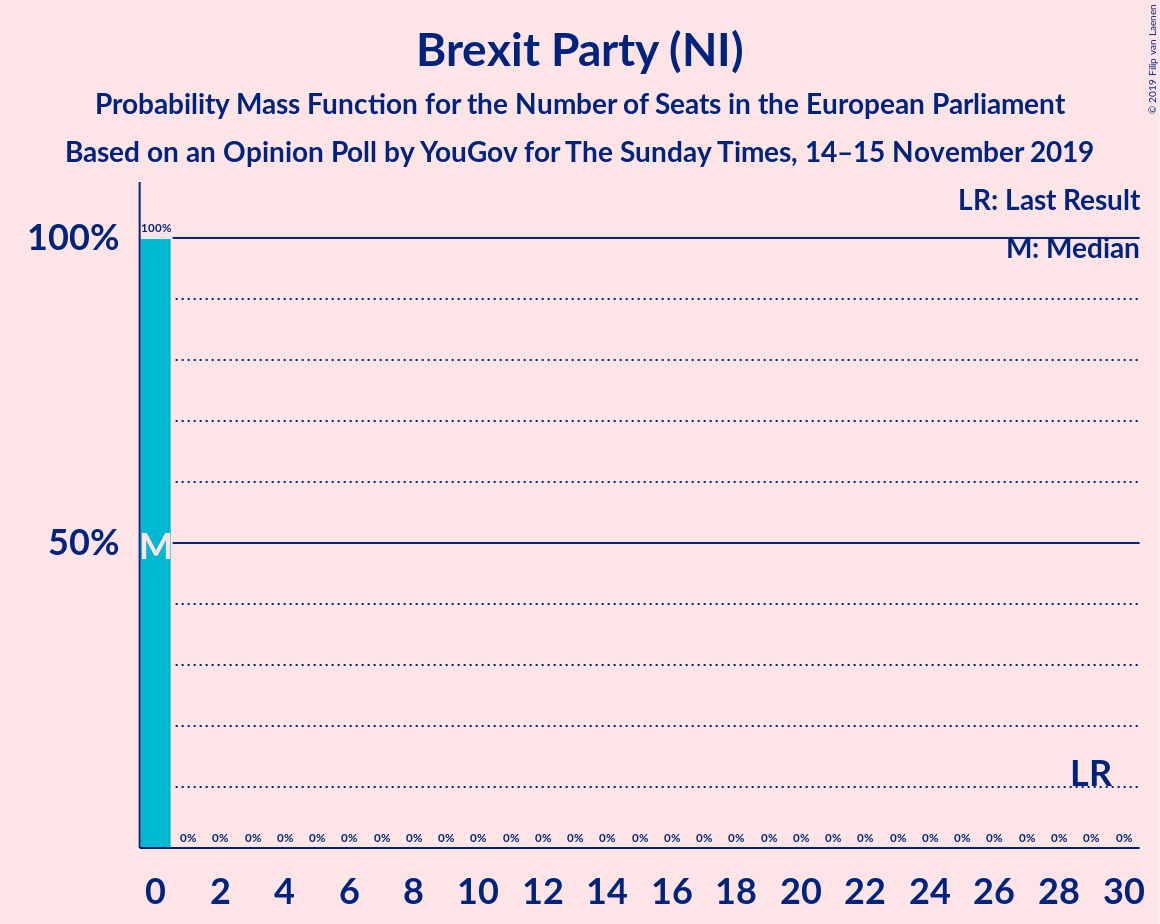 Brexit Party (NI)
Probability Mass Function for the Number of Seats in the European Parliament
Based on an Opinion Poll by YouGov for The Sunday Times, 14–15 November 2019
© 2019 Filip van Laenen
LR: Last Result
M: Median
100%
100%
50%
M
LR
0% 0% 0% 0% 0% 0% 0% 0% 0% 0% 0% 0% 0% 0% 0% 0% 0% 0% 0% 0% 0% 0% 0% 0% 0% 0% 0% 0% 0% 0%
0 2 4 6 8 10 12 14 16 18 20 22 24 26 28 30